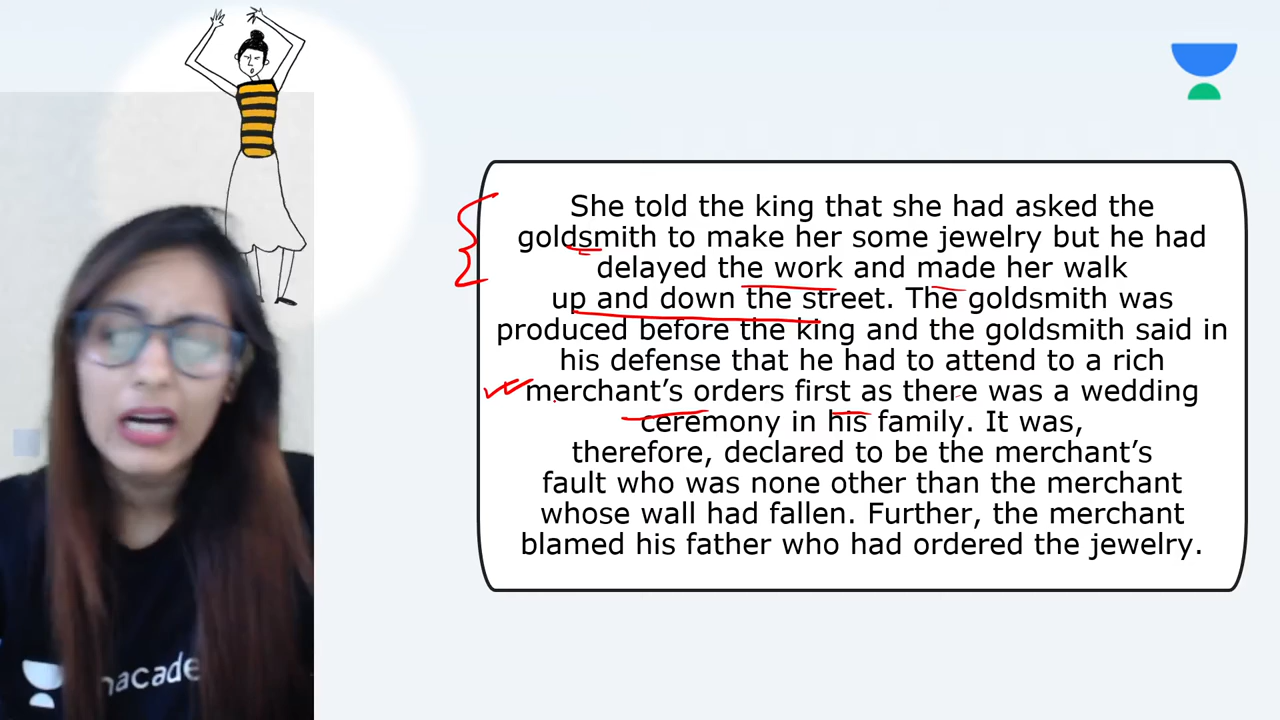 She told the king that she had asked the
goldsmith to make her some jewelry but he had
delayed the work and made her walk
up and down the street. The goldsmith was
produced before the king and the goldsmith said in
his defense that he had to attend to a rich
merchant's orders first as there was a wedding
ceremony in his family. It was,
therefore, declared to be the merchant's
fault who was none other than the merchant
whose wall had fallen. Further, the merchant
blamed his father who had ordered the jewelry.